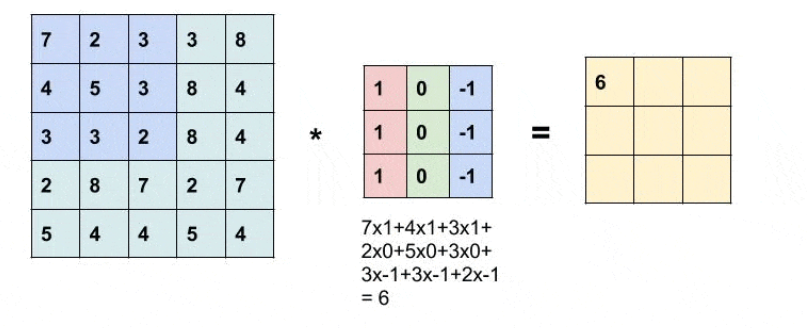 7 2 3 3 8
4 5 3 8 4
3 3 2 8 4
2 8 7 2 7
5 4 4 5 4
*
1 0 -1
1 0 -1
1 0 -1
=
6
7x1+4x1+3x1+
2x0+5x0+3x0+
3x-1+3x-1+2x-1
= 6